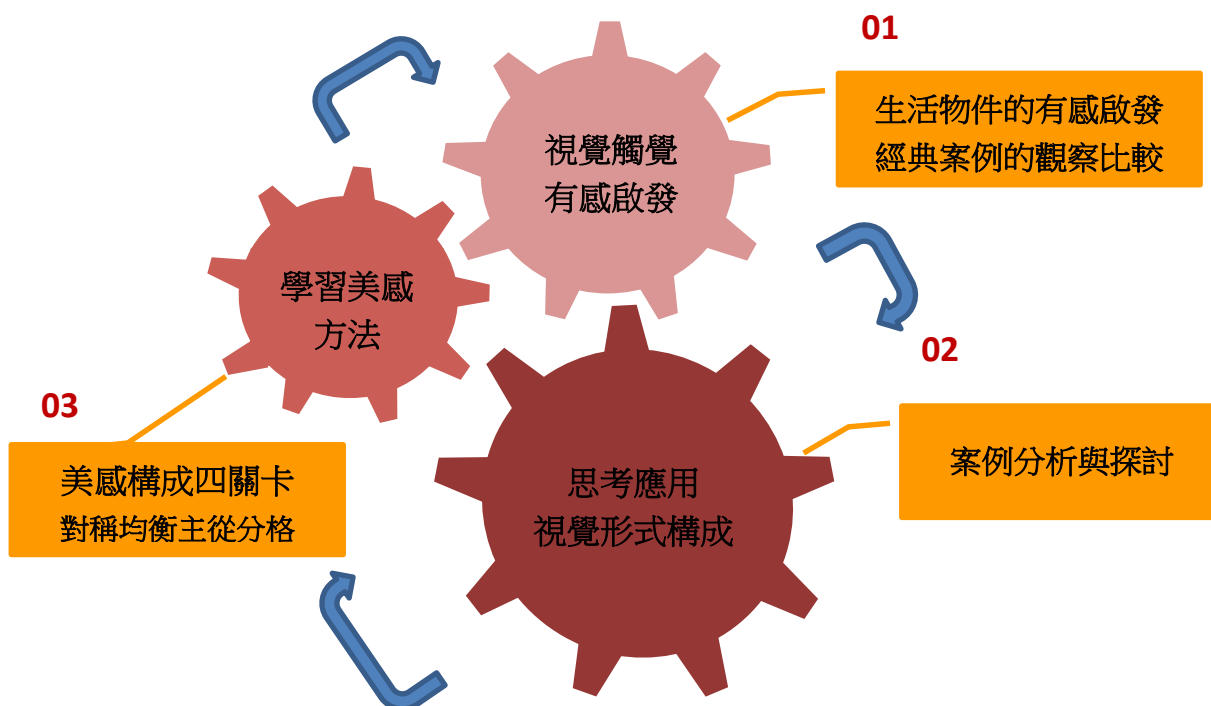 01
生活物件的有感啟發
經典案例的觀察比較
視覺觸覺
有感啟發
學習美感
方法
02
案例分析與探討
思考應用
視覺形式構成
03
美感構成四關卡
對稱均衡主從分格